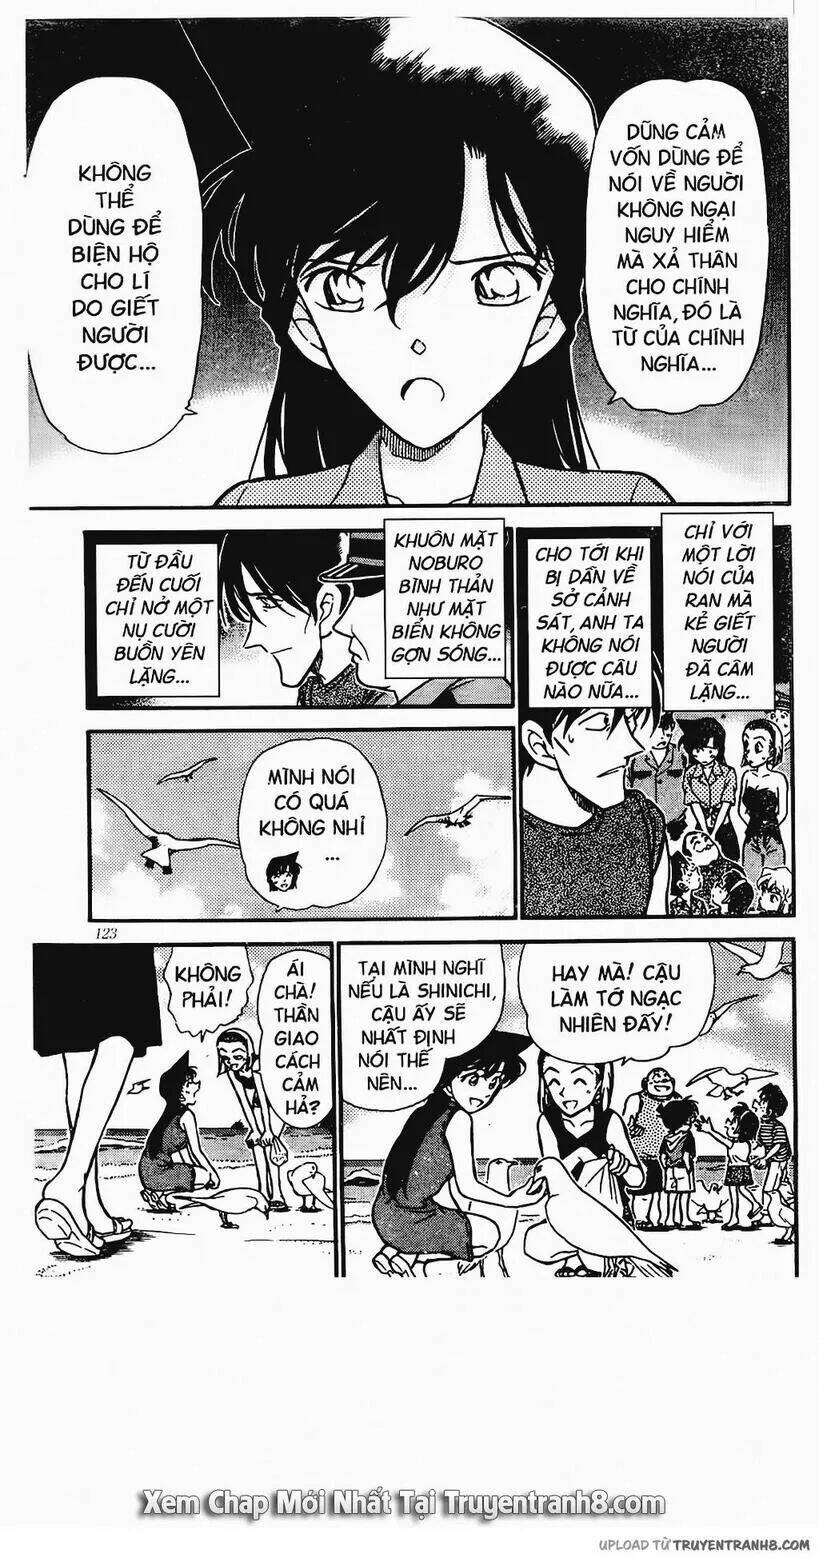 DŨNG CẢM
VỐN DÙNG ĐỂ
NÓI VỀ NGƯỜI
KHÔNG NGẠI
NGUY HIỂM
MÀ XẢ THÂN
CHO CHÍNH
NGHĨA, ĐÓ LÀ
TỪ CỦA CHÍNH
NGHĨA...
KHÔNG
THỂ
DÙNG ĐỂ
BIỆN HỘ
CHO LÍ
DO GIẾT
NGƯỜI
ĐƯỢC...
CHỈ VỚI
MỘT LỜI
NÓI CỦA
RAN MÀ
KẺ GIẾT
NGƯỜI
ĐÃ CÂM
LẶNG...
CHO TỚI KHI
BỊ DẪN VỀ
SỞ CẢNH
SÁT, ANH TA
KHÔNG NÓI
ĐƯỢC CÂU
NÀO NỮA...
KHUÔN MẶT
NOBURO
BÌNH THẢN
NHƯ MẶT
BIỂN KHÔNG
GỢN SÓNG...
TỪ ĐẦU
ĐẾN CUỐI
CHỈ NỞ MỘT
NỤ CƯỜI
BUỒN YÊN
LẶNG...
MÌNH NÓI
CÓ QUÁ
KHÔNG NHỈ
...
123
HAY MÀ! CẬU
LÀM TỚ NGẠC
NHIÊN ĐẤY!
TẠI MÌNH NGHĨ
NẾU LÀ SHINICHI,
CẬU ẤY SẼ
NHẤT ĐỊNH
NÓI THẾ
NÊN...
ÁI
CHÀ!
THẦN
GIAO
CÁCH
CẢM
HẢ?
KHÔNG
PHẢI!
Xem Chap Mới Nhất Tại Truyentranh8.com
UPLOAD TỪ TRUYENTRANH8.COM